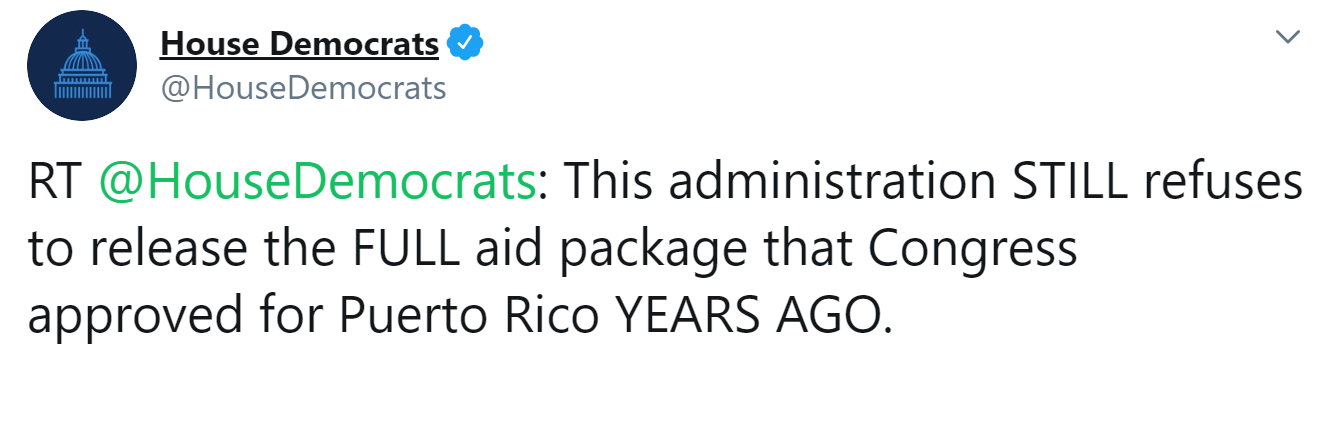 House Democrats
@HouseDemocrats
RT @HouseDemocrats: This administration STILL refuses
to release the FULL aid package that Congress
approved for Puerto Rico YEARS AGO.